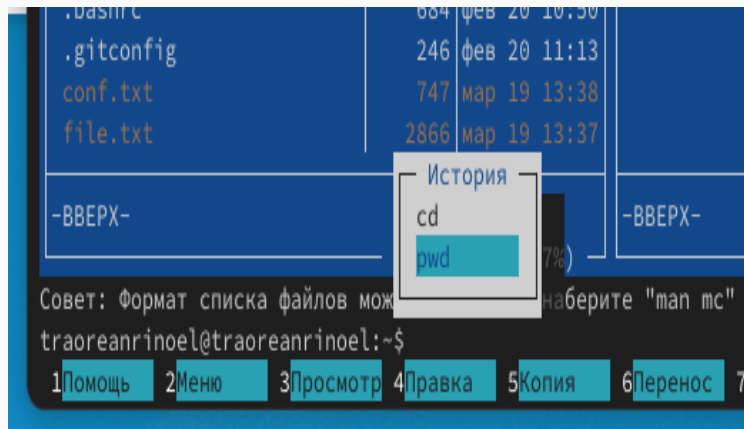 .bashrc 684 фев 20 10:50
.gitconfig 246 фев 20 11:13
conf.txt 747 мар 19 13:38
file.txt 2866 мар 19 13:37
История
cd
-ВВЕРХ- -ВВЕРХ-
pwd 7%)
Совет: Формат списка файлов мож наберите "man mc"
traoreanrinoel@traoreanrinoel:~$
1Помощь 2Меню 3Просмотр 4Правка 5Копия 6Перенос 7